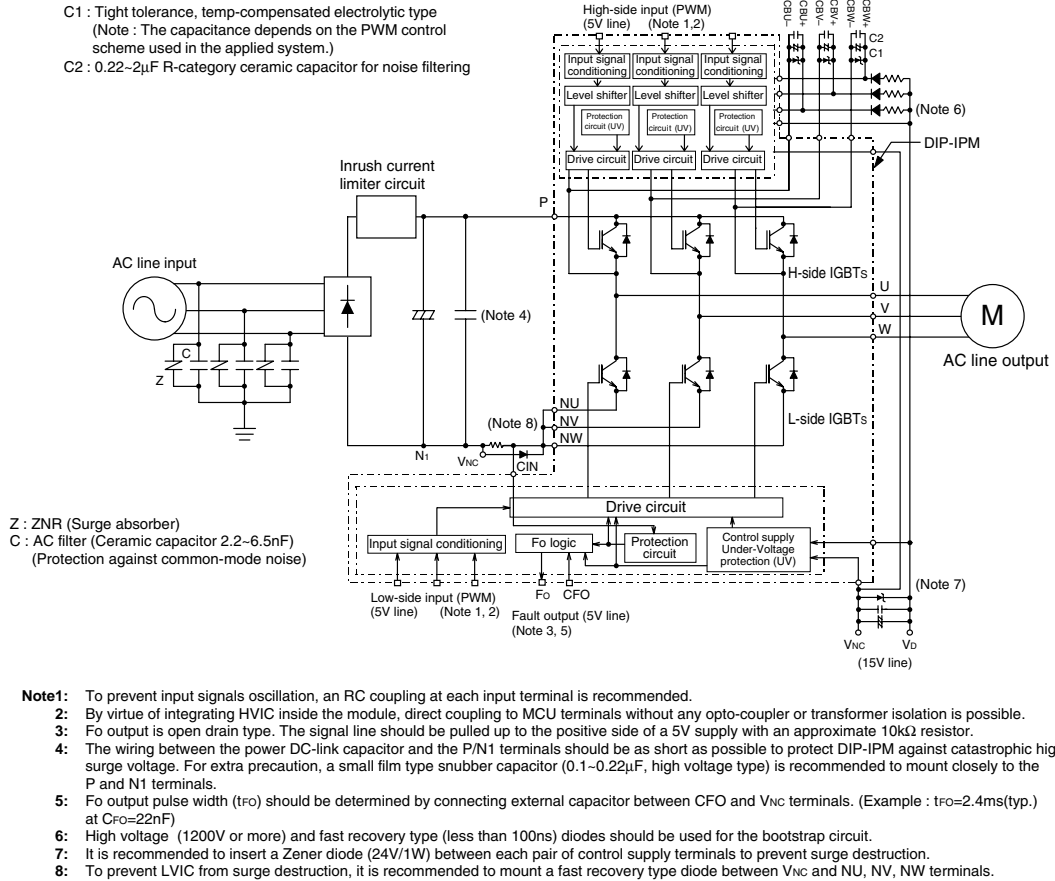 C1 : Tight tolerance, temp-compensated electrolytic type
(Note : The capacitance depends on the PWM control
scheme used in the applied system.)
C2 : 0.22~2µF R-category ceramic capacitor for noise filtering
High-side input (PWM)
(5V line) (Note 1,2)
CBU–
CBU+
CBV–
CBV+
CBW–
CBW+
C2
C1
Input signal conditioning
Input signal conditioning
Input signal conditioning
Level shifter
Level shifter
Level shifter
Protection circuit (UV)
Protection circuit (UV)
Protection circuit (UV)
Drive circuit
Drive circuit
Drive circuit
(Note 6)
DIP-IPM
Inrush current
limiter circuit
P
AC line input
H-side IGBTs
U
V
W
M
AC line output
(Note 4)
C
Z
NU
(Note 8)
NV
NW
L-side IGBTs
N1
VNC
CIN
Drive circuit
Z : ZNR (Surge absorber)
C : AC filter (Ceramic capacitor 2.2~6.5nF)
(Protection against common-mode noise)
Input signal conditioning
Fo logic
Protection
circuit
Control supply
Under-Voltage
protection (UV)
Low-side input (PWM)
(5V line) (Note 1, 2)
FO CFO
Fault output (5V line)
(Note 3, 5)
(Note 7)
VNC
VD
(15V line)
Note1: To prevent input signals oscillation, an RC coupling at each input terminal is recommended.
2: By virtue of integrating HVIC inside the module, direct coupling to MCU terminals without any opto-coupler or transformer isolation is possible.
3: Fo output is open drain type. The signal line should be pulled up to the positive side of a 5V supply with an approximate 10kΩ resistor.
4: The wiring between the power DC-link capacitor and the P/N1 terminals should be as short as possible to protect DIP-IPM against catastrophic hig
surge voltage. For extra precaution, a small film type snubber capacitor (0.1~0.22µF, high voltage type) is recommended to mount closely to the
P and N1 terminals.
5: Fo output pulse width (tFO) should be determined by connecting external capacitor between CFO and VNC terminals. (Example : tFO=2.4ms(typ.)
at CFO=22nF)
6: High voltage (1200V or more) and fast recovery type (less than 100ns) diodes should be used for the bootstrap circuit.
7: It is recommended to insert a Zener diode (24V/1W) between each pair of control supply terminals to prevent surge destruction.
8: To prevent LVIC from surge destruction, it is recommended to mount a fast recovery type diode between VNC and NU, NV, NW terminals.